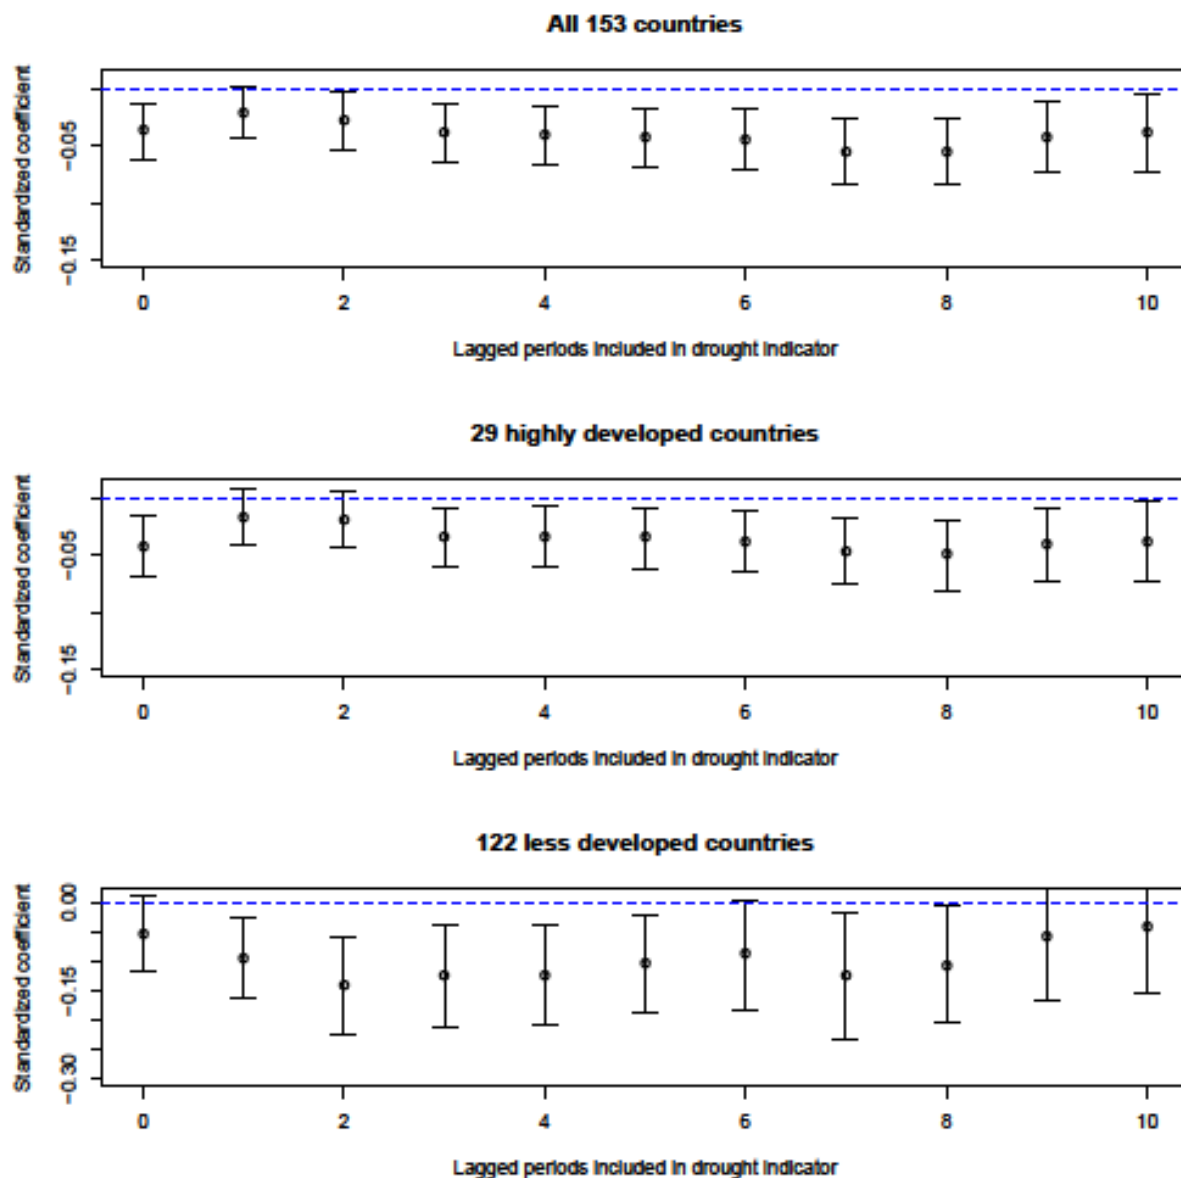 All 153 countries
Standardized coefficient
−0.05
−0.15
0 2 4 6 8 10
Lagged periods included in drought indicator
29 highly developed countries
Standardized coefficient
−0.05
−0.15
0 2 4 6 8 10
Lagged periods included in drought indicator
122 less developed countries
Standardized coefficient
0.00
−0.15
−0.30
0 2 4 6 8 10
Lagged periods included in drought indicator